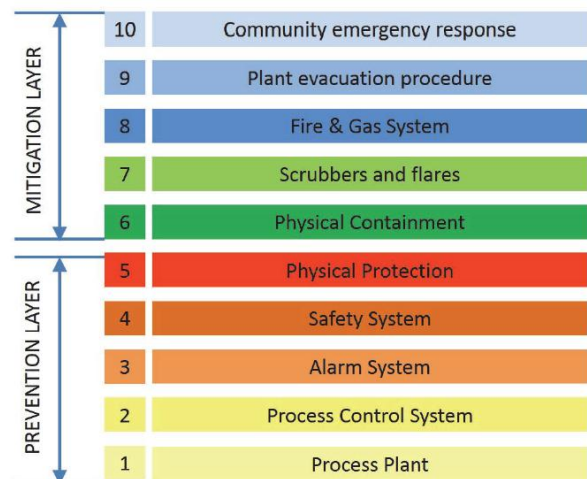 MITIGATION LAYER
10 Community emergency response
9 Plant evacuation procedure
8 Fire & Gas System
7 Scrubbers and flares
6 Physical Containment
PREVENTION LAYER
5 Physical Protection
4 Safety System
3 Alarm System
2 Process Control System
1 Process Plant